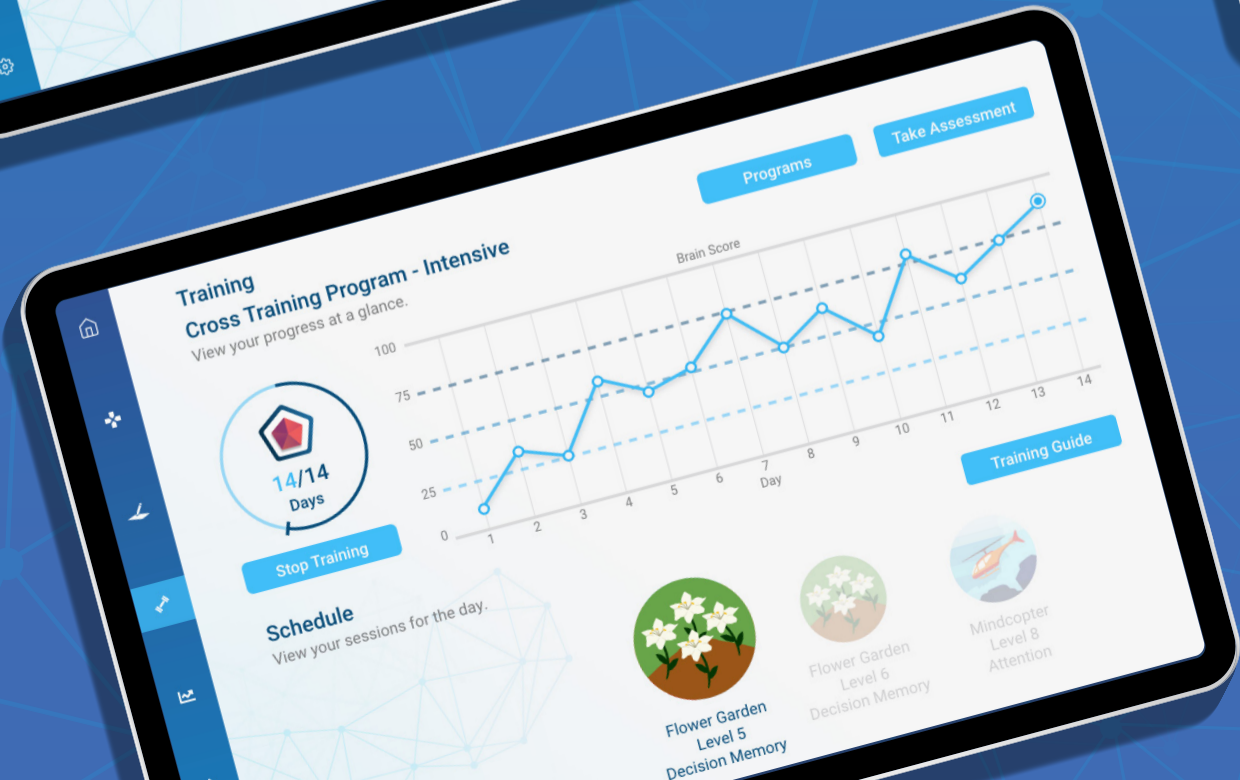 Programs
Take Assessment
Training
Cross Training Program - Intensive
View your progress at a glance.
Brain Score
100
75
50
25
0
1
2
3
4
5
6
7
8
9
10
11
12
13
14
Day
14/14
Days
Stop Training
Training Guide
Schedule
View your sessions for the day.
Flower Garden
Level 5
Decision Memory
Flower Garden
Level 6
Decision Memory
Mindcopter
Level 8
Attention